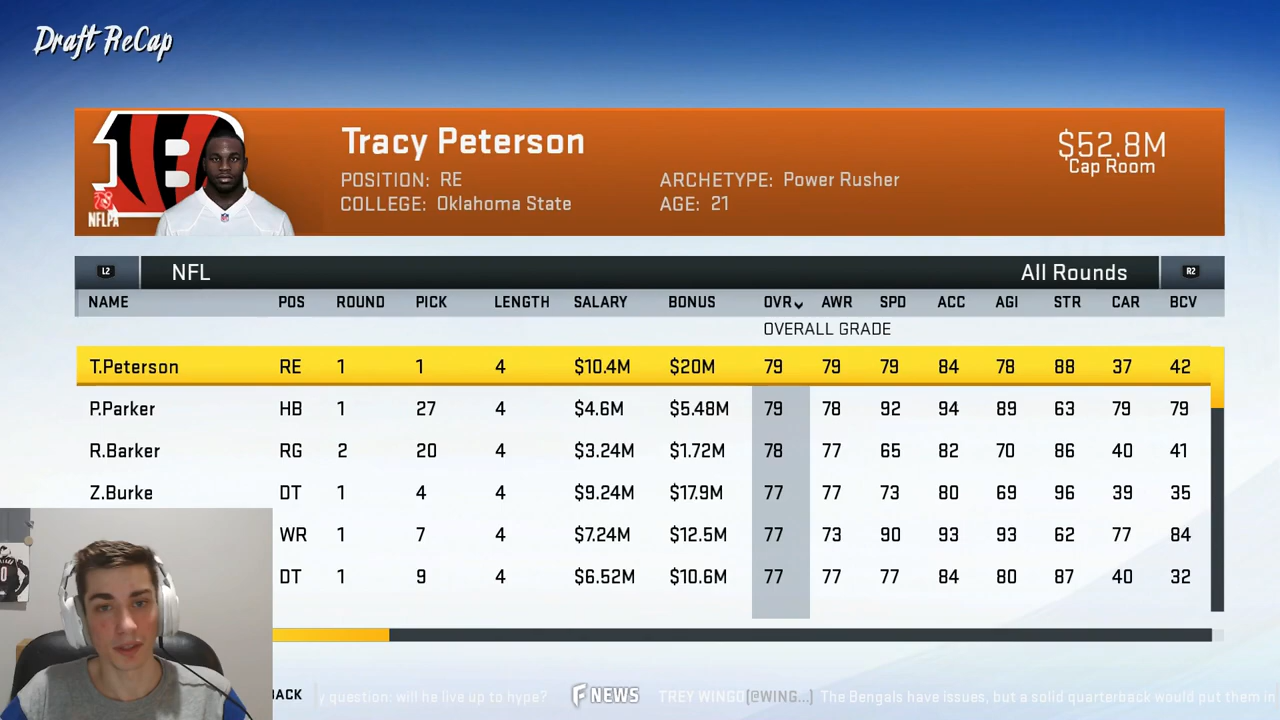 Draft ReCap
Tracy Peterson
$52.8M
Cap Room
POSITION: RE
ARCHETYPE: Power Rusher
COLLEGE: Oklahoma State
AGE: 21
NFLPA
L2 NFL All Rounds R2
NAME POS ROUND PICK LENGTH SALARY BONUS OVR AWR SPD ACC AGI STR CAR BCV
OVERALL GRADE
T.Peterson RE 1 1 4 $10.4M $20M 79 79 79 84 78 88 37 42
P.Parker HB 1 27 4 $4.6M $5.48M 79 78 92 94 89 63 79 79
R.Barker RG 2 20 4 $3.24M $1.72M 78 77 65 82 70 86 40 41
Z.Burke DT 1 4 4 $9.24M $17.9M 77 77 73 80 69 96 39 35
WR 1 7 4 $7.24M $12.5M 77 73 90 93 93 62 77 84
DT 1 9 4 $6.52M $10.6M 77 77 77 84 80 87 40 32
ACK y question: will he live up to hype? F NEWS TREY WINGO (@WING...) The Bengals have issues, but a solid quarterback would put them in